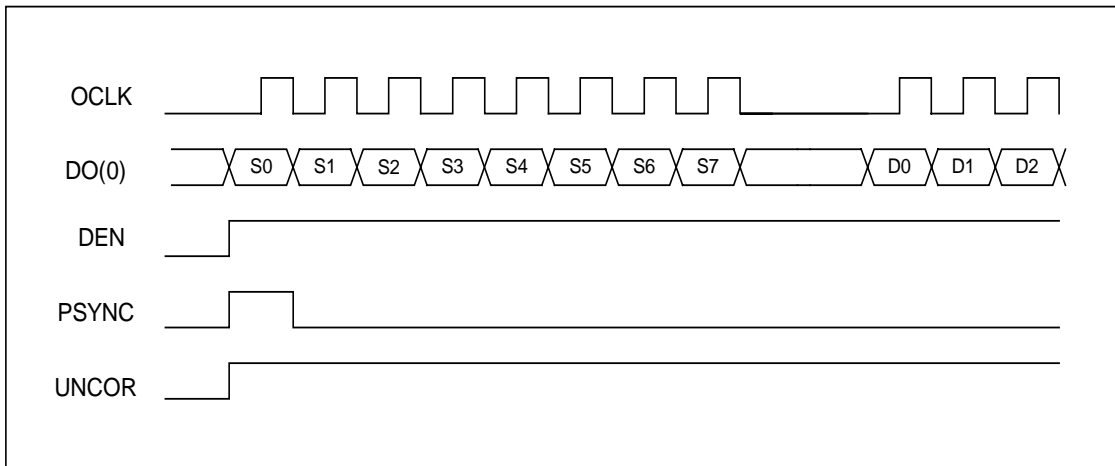 OCLK
DO(0) S0 S1 S2 S3 S4 S5 S6 S7 D0 D1 D2
DEN
PSYNC
UNCOR